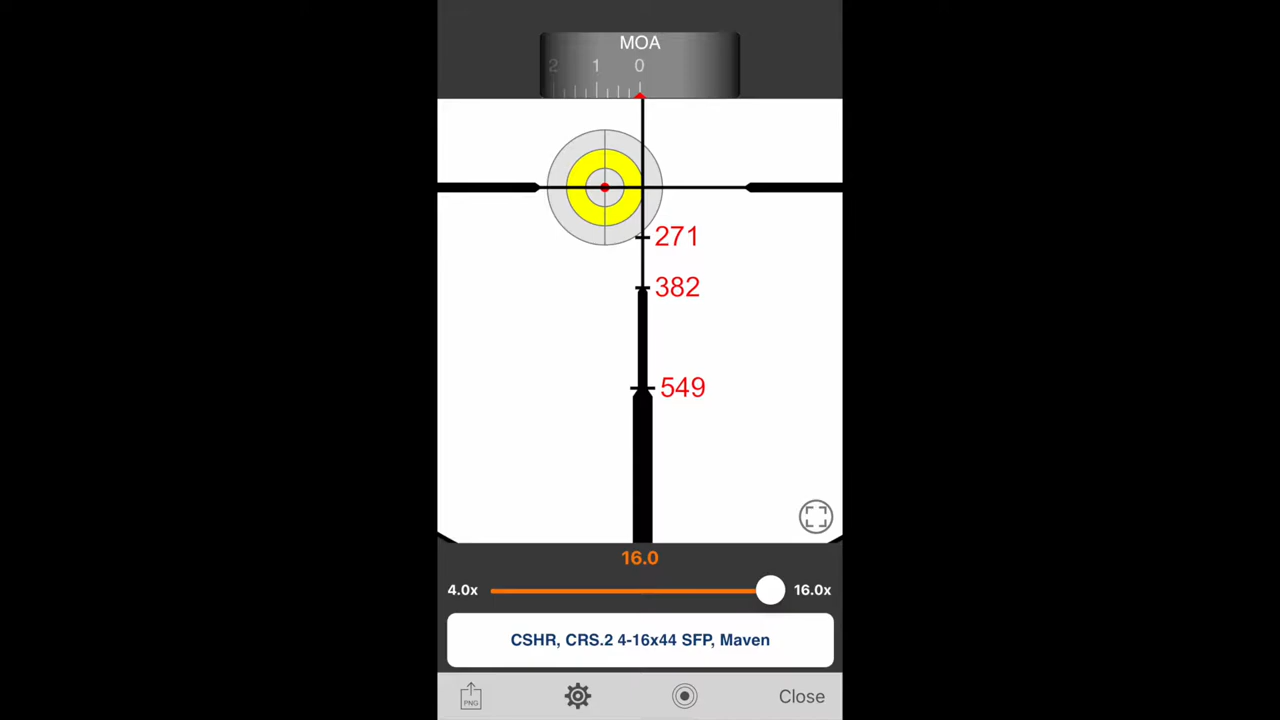 MOA
2 1 0
271
382
549
16.0
4.0x 16.0x
CSHR, CRS.2 4-16x44 SFP, Maven
PNG Close